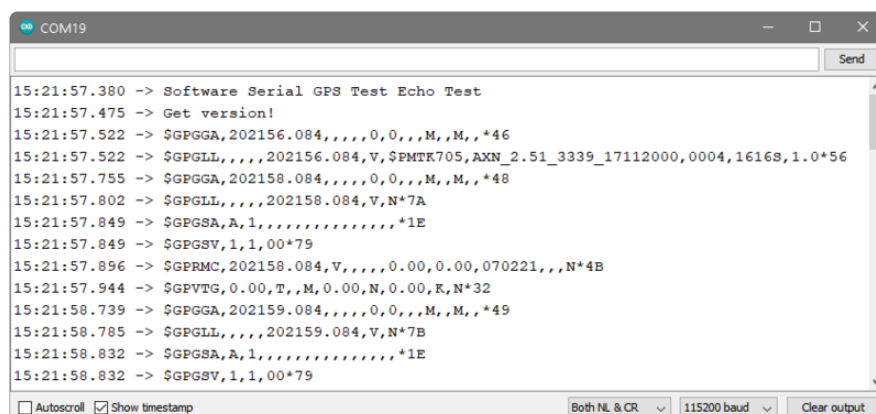 COM19
Send
15:21:57.380 -> Software Serial GPS Test Echo Test
15:21:57.475 -> Get version!
15:21:57.522 -> $GPGGA,202156.084,,,,,0,0,,,M,,M,,*46
15:21:57.522 -> $GPGLL,,,,,202156.084,V,$PMTK705,AXN_2.51_3339_17112000,0004,1616S,1.0*56
15:21:57.755 -> $GPGGA,202158.084,,,,,0,0,,,M,,M,,*48
15:21:57.802 -> $GPGLL,,,,,202158.084,V,N*7A
15:21:57.849 -> $GPGSA,A,1,,,,,,,,,,,,,,,*1E
15:21:57.849 -> $GPGSV,1,1,00*79
15:21:57.896 -> $GPRMC,202158.084,V,,,,,0.00,0.00,070221,,,N*4B
15:21:57.944 -> $GPVTG,0.00,T,,M,0.00,N,0.00,K,N*32
15:21:58.739 -> $GPGGA,202159.084,,,,,0,0,,,M,,M,,*49
15:21:58.785 -> $GPGLL,,,,,202159.084,V,N*7B
15:21:58.832 -> $GPGSA,A,1,,,,,,,,,,,,,,,*1E
15:21:58.832 -> $GPGSV,1,1,00*79
Autoscroll Show timestamp Both NL & CR 115200 baud Clear output